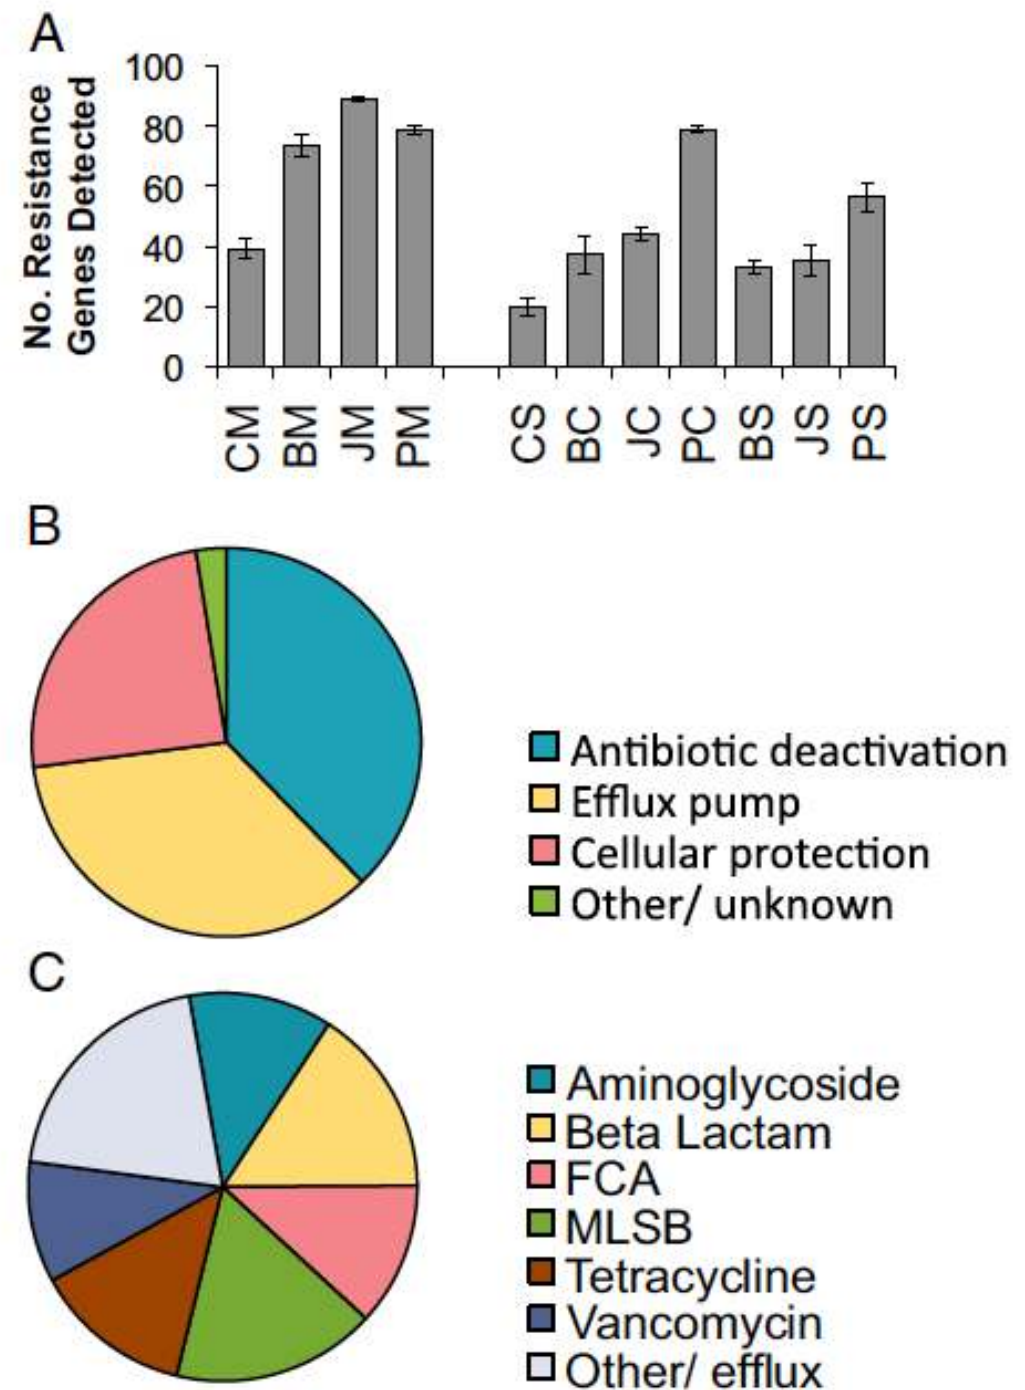 A
No. Resistance
Genes Detected
100
80
60
40
20
0
CM
BM
JM
PM
CS
BC
JC
PC
BS
JS
PS
B
Antibiotic deactivation
Efflux pump
Cellular protection
Other/ unknown
C
Aminoglycoside
Beta Lactam
FCA
MLSB
Tetracycline
Vancomycin
Other/ efflux